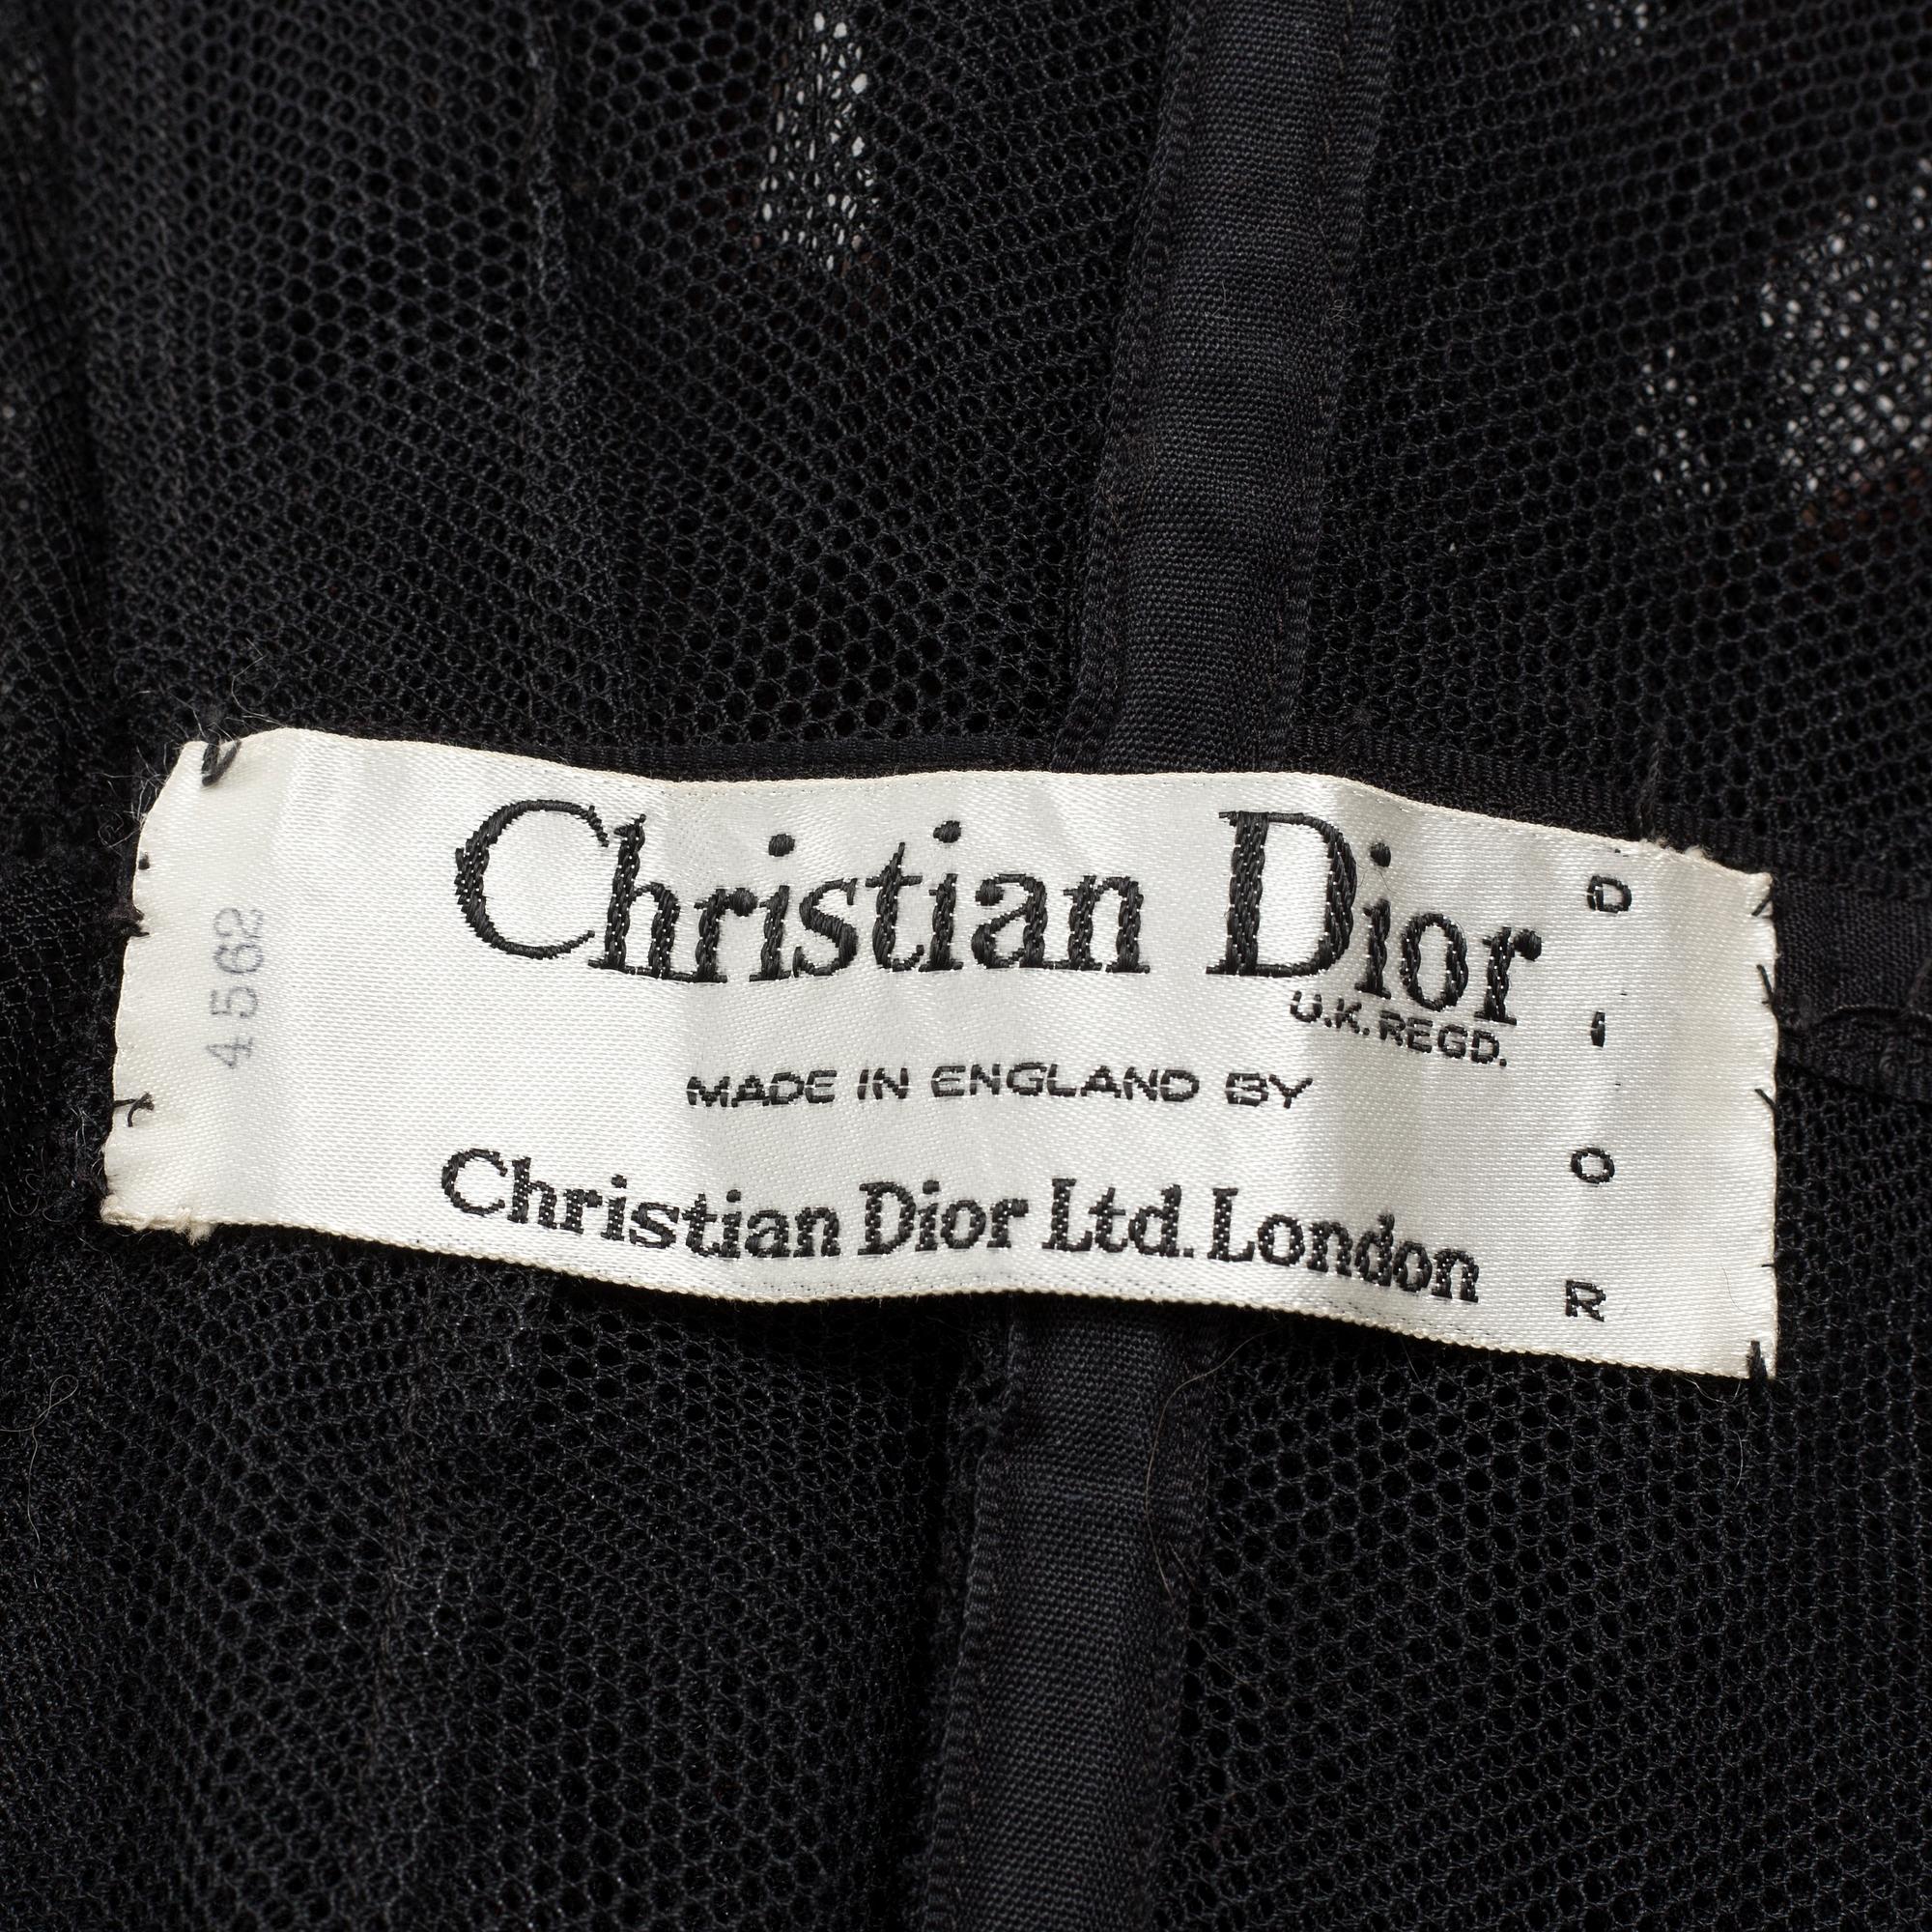 Christian Dior
U.K. REGD.
MADE IN ENGLAND BY
Christian Dior Ltd. London
D
I
O
R
4562